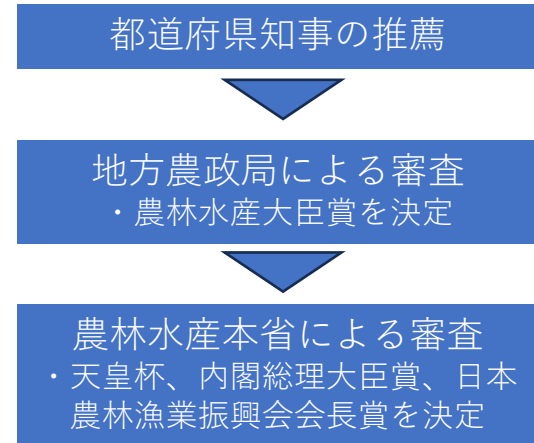 都道府県知事の推薦
地方農政局による審査
・農林水産大臣賞を決定
農林水産本省による審査
・天皇杯、内閣総理大臣賞、日本
農林漁業振興会会長賞を決定